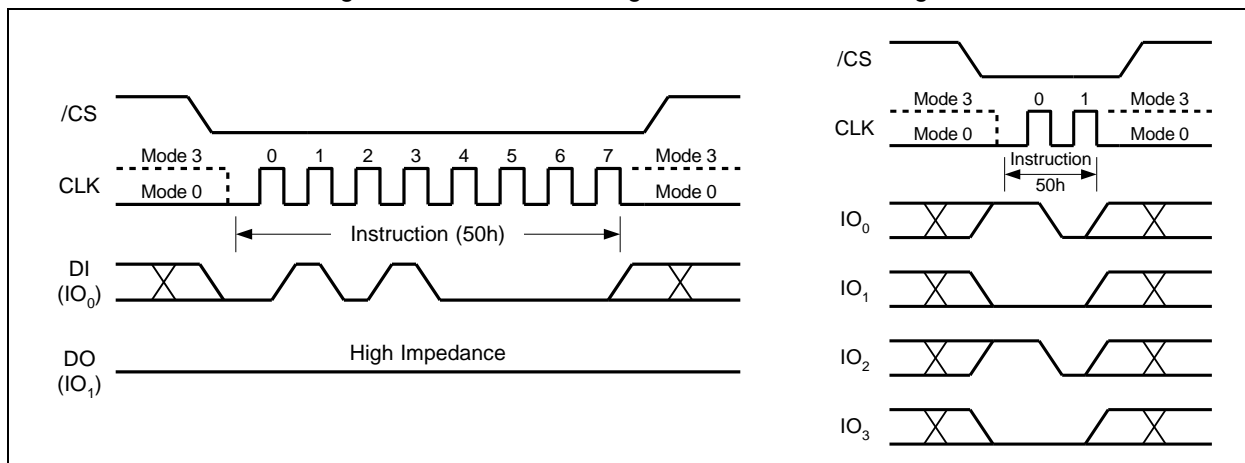 /CS
Mode 3 0 1 2 3 4 5 6 7 Mode 3
CLK
Mode 0 Mode 0
Instruction (50h)
DI
(IO0)
High Impedance
DO
(IO1)
/CS
Mode 3 0 1 Mode 3
CLK
Mode 0 Mode 0
Instruction
50h
IO0
IO1
IO2
IO3